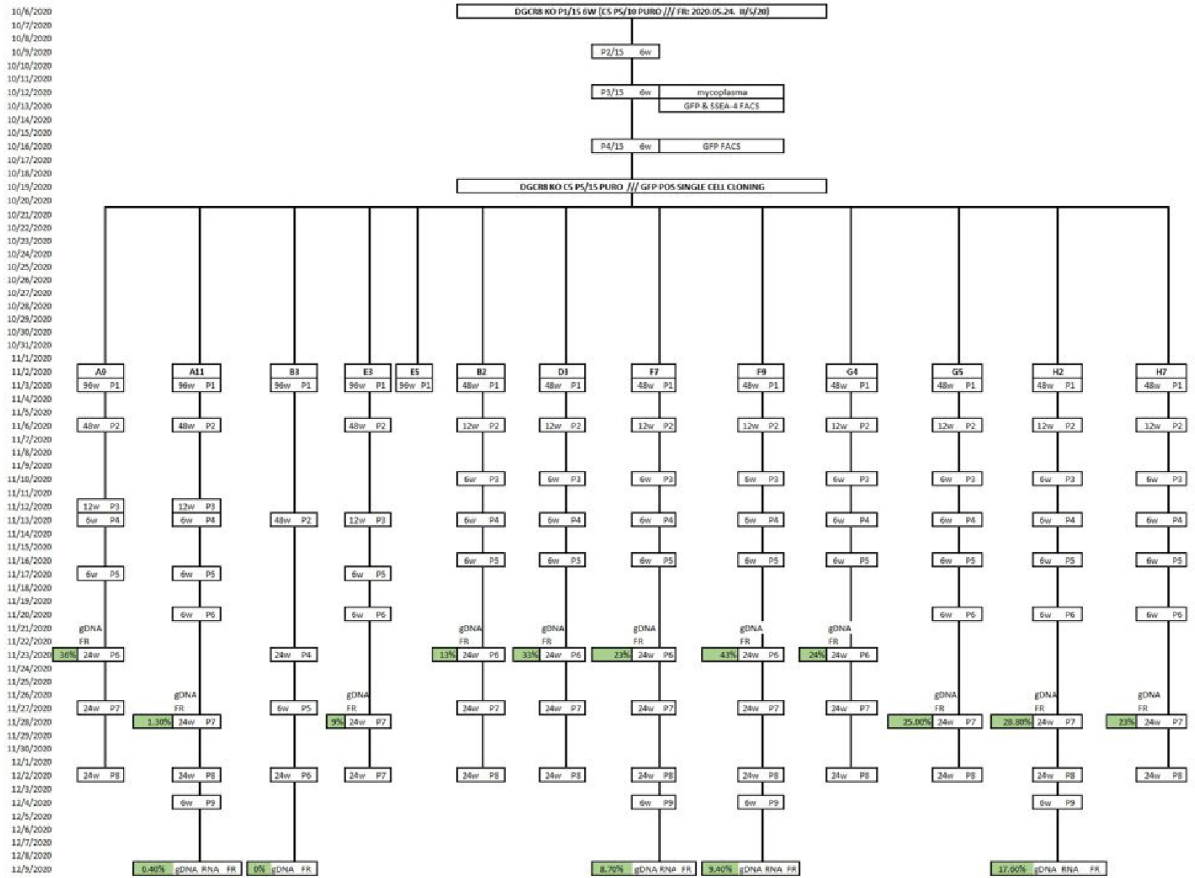 10/6/2020 DGCR8 KO P1/15 6W (C5 P5/10 PURO /// FR: 2020.05.24. II/5/20)
10/7/2020
10/8/2020
10/9/2020 P2/15 6w
10/10/2020
10/11/2020
10/12/2020 P3/15 6w mycoplasma
10/13/2020 GFP & SSEA-4 FACS
10/14/2020
10/15/2020
10/16/2020 P4/15 6w GFP FACS
10/17/2020
10/18/2020
10/19/2020 DGCR8 KO C5 P5/15 PURO /// GFP POS SINGLE CELL CLONING
10/20/2020
10/21/2020
10/22/2020
10/23/2020
10/24/2020
10/25/2020
10/26/2020
10/27/2020
10/28/2020
10/29/2020
10/30/2020
10/31/2020
11/1/2020
11/2/2020 A9 A11 B3 E3 E5 B2 D3 F7 F9 G4 G5 H2 H7
11/3/2020 96w P1 96w P1 96w P1 96w P1 96w P1 48w P1 48w P1 48w P1 48w P1 48w P1 48w P1 48w P1 48w P1
11/4/2020
11/5/2020
11/6/2020 48w P2 48w P2 48w P2 12w P2 12w P2 12w P2 12w P2 12w P2 12w P2 12w P2 12w P2
11/7/2020
11/8/2020
11/9/2020
11/10/2020 6w P3 6w P3 6w P3 6w P3 6w P3 6w P3 6w P3 6w P3
11/11/2020
11/12/2020 12w P3 12w P3
11/13/2020 6w P4 6w P4 48w P2 12w P3 6w P4 6w P4 6w P4 6w P4 6w P4 6w P4 6w P4 6w P4
11/14/2020
11/15/2020
11/16/2020 6w P5 6w P5 6w P5 6w P5 6w P5 6w P5 6w P5 6w P5
11/17/2020 6w P5 6w P5 6w P5
11/18/2020
11/19/2020
11/20/2020 6w P6 6w P6 6w P6 6w P6 6w P6
11/21/2020 gDNA gDNA gDNA gDNA gDNA gDNA
11/22/2020 FR FR FR FR FR FR
11/23/2020 36% 24w P6 24w P4 13% 24w P6 33% 24w P6 23% 24w P6 43% 24w P6 24% 24w P6
11/24/2020
11/25/2020
11/26/2020 gDNA gDNA gDNA gDNA gDNA
11/27/2020 24w P7 FR 6w P5 FR 24w P7 24w P7 24w P7 24w P7 24w P7 FR FR FR
11/28/2020 1.30% 24w P7 9% 24w P7 25.00% 24w P7 28.80% 24w P7 23% 24w P7
11/29/2020
11/30/2020
12/1/2020
12/2/2020 24w P8 24w P8 24w P6 24w P7 24w P8 24w P8 24w P8 24w P8 24w P8 24w P8 24w P8 24w P8
12/3/2020
12/4/2020 6w P9 6w P9 6w P9 6w P9
12/5/2020
12/6/2020
12/7/2020
12/8/2020
12/9/2020 0.40% gDNA RNA FR 0% gDNA FR 8.70% gDNA RNA FR 9.40% gDNA RNA FR 17.60% gDNA RNA FR